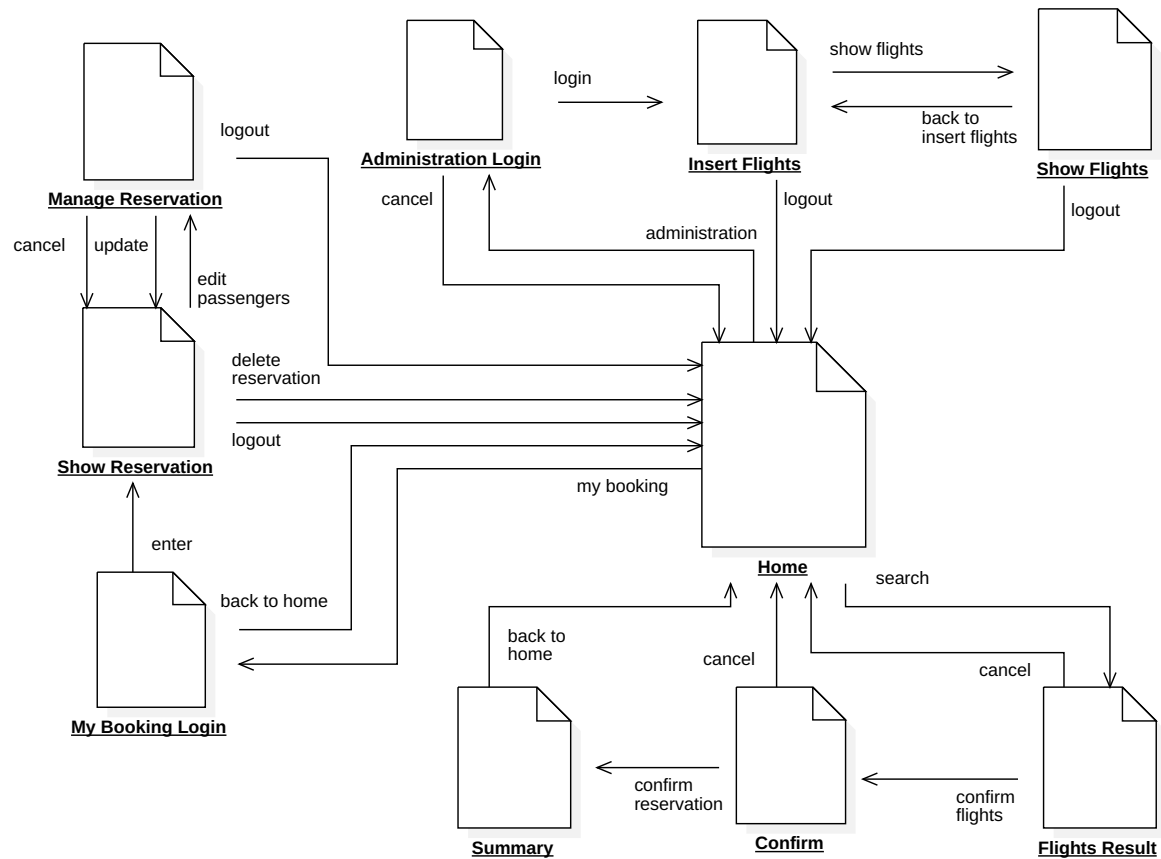 show flights
login
back to
insert flights
logout
Administration Login
Insert Flights
Show Flights
Manage Reservation
cancel
logout
logout
administration
cancel
update
edit
passengers
delete
reservation
logout
Show Reservation
my booking
enter
Home
search
back to home
back to
home
cancel
cancel
My Booking Login
confirm
reservation
confirm
flights
Summary
Confirm
Flights Result